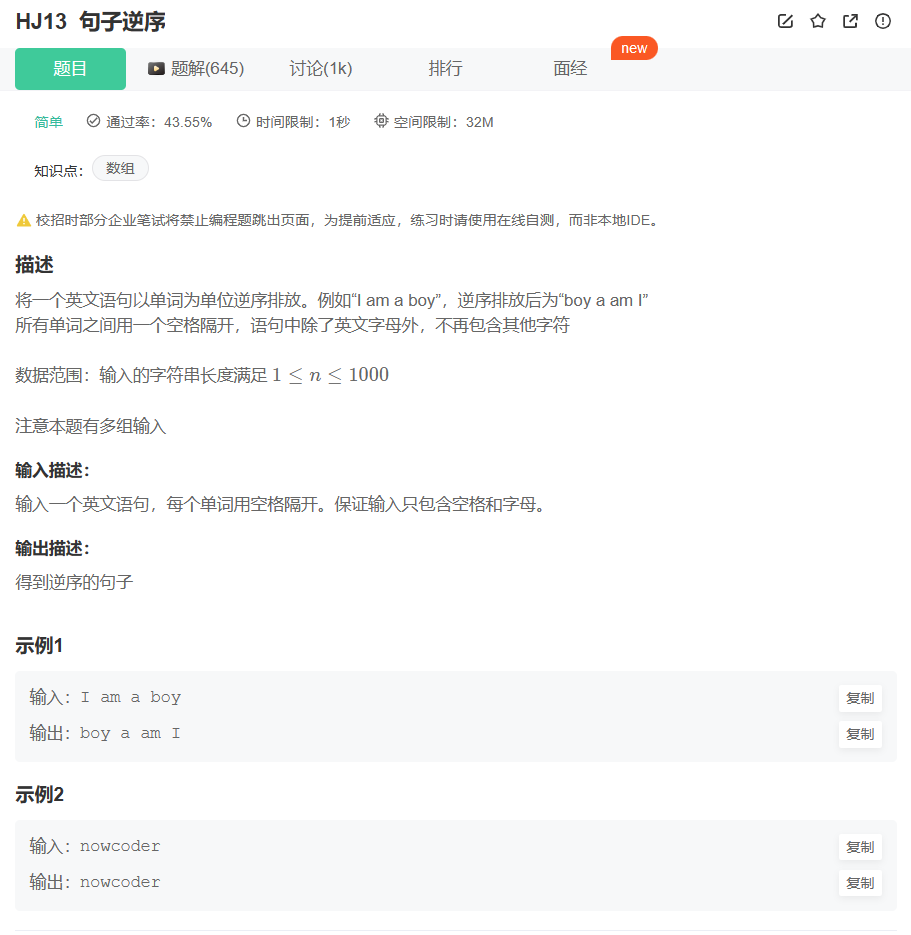 HJ13 句子逆序
题目
题解(645)
讨论(1k)
排行
面经
new
简单 通过率：43.55% 时间限制：1秒 空间限制：32M
知识点： 数组
校招时部分企业笔试将禁止编程题跳出页面，为提前适应，练习时请使用在线自测，而非本地IDE。
描述
将一个英文语句以单词为单位逆序排放。例如“I am a boy”，逆序排放后为“boy a am I”
所有单词之间用一个空格隔开，语句中除了英文字母外，不再包含其他字符
数据范围：输入的字符串长度满足 1 ≤ n ≤ 1000
注意本题有多组输入
输入描述：
输入一个英文语句，每个单词用空格隔开。保证输入只包含空格和字母。
输出描述：
得到逆序的句子
示例1
输入：I am a boy 复制
输出：boy a am I 复制
示例2
输入：nowcoder 复制
输出：nowcoder 复制